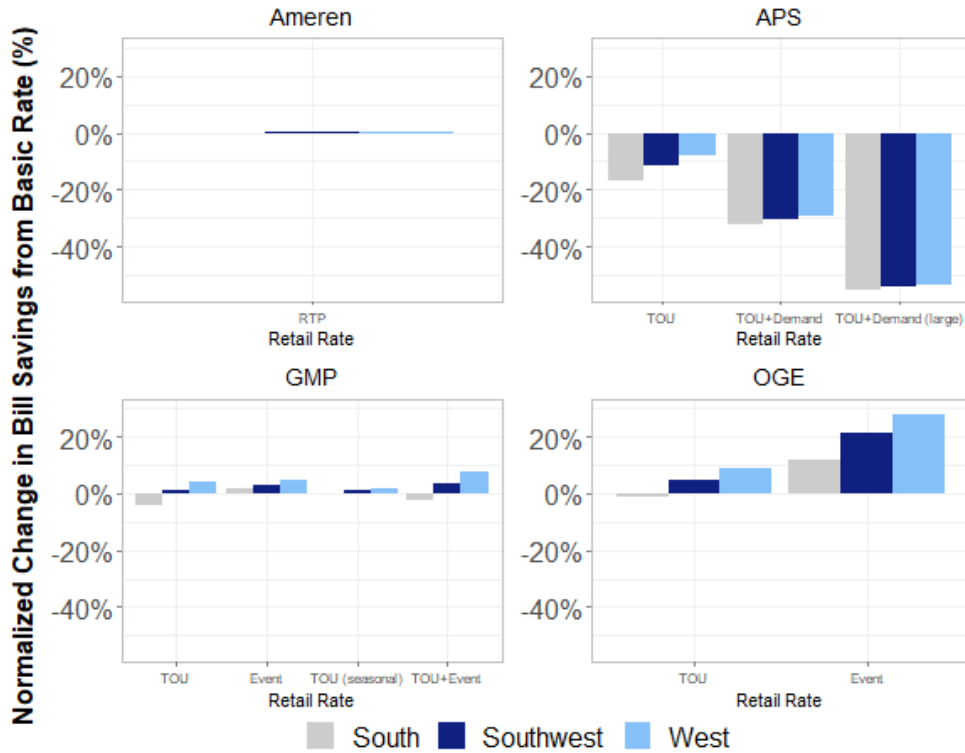 Normalized Change in Bill Savings from Basic Rate (%)
Ameren
20%
0%
-20%
-40%
RTP
Retail Rate
APS
20%
0%
-20%
-40%
TOU TOU+Demand TOU+Demand (large)
Retail Rate
GMP
20%
0%
-20%
-40%
TOU Event TOU (seasonal) TOU+Event
Retail Rate
OGE
20%
0%
-20%
-40%
TOU Event
Retail Rate
South Southwest West